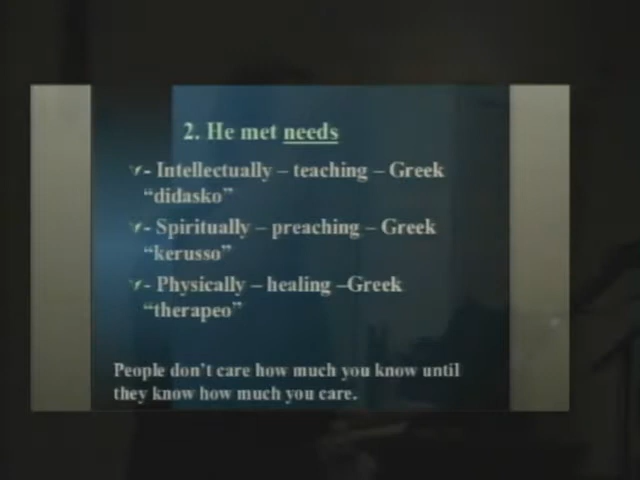 2. He met needs
- Intellectually – teaching – Greek
“didasko”
- Spiritually – preaching – Greek
“kerusso”
- Physically – healing –Greek
“therapeo”
People don’t care how much you know until
they know how much you care.